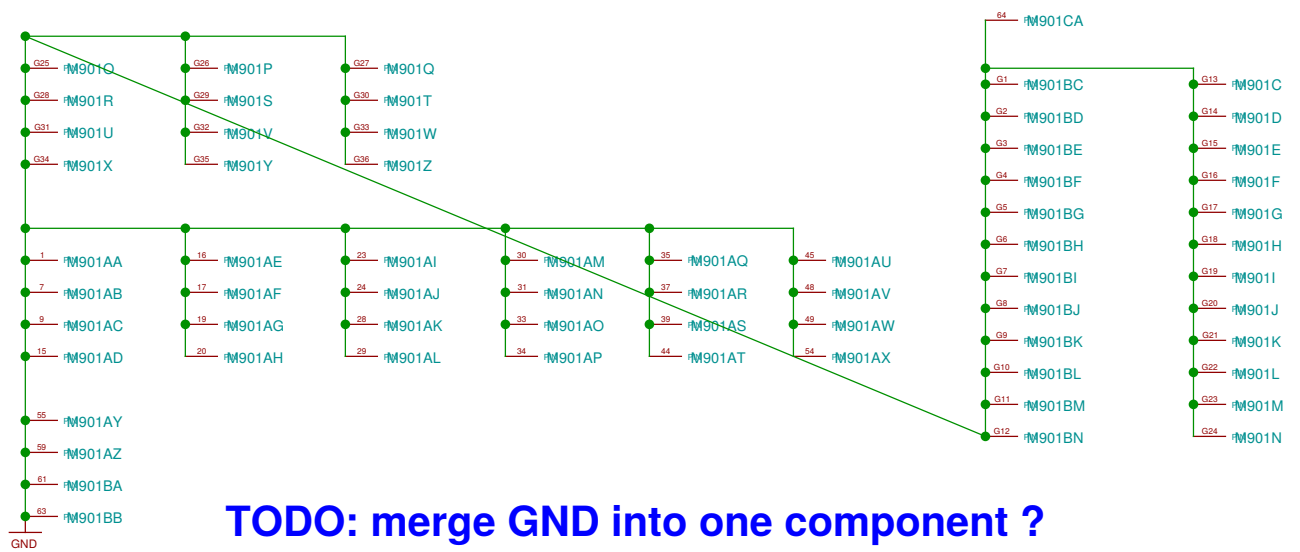 64 M901CA
G25 M901O G26 M901P G27 M901Q
G1 M901BC G13 M901C
G28 M901R G29 M901S G30 M901T
G2 M901BD G14 M901D
G31 M901U G32 M901V G33 M901W
G3 M901BE G15 M901E
G34 M901X G35 M901Y G36 M901Z
G4 M901BF G16 M901F
G5 M901BG G17 M901G
G6 M901BH G18 M901H
1 M901AA 16 M901AE 23 M901AI 30 M901AM 35 M901AQ 45 M901AU
G7 M901BI G19 M901I
7 M901AB 17 M901AF 24 M901AJ 31 M901AN 37 M901AR 48 M901AV
G8 M901BJ G20 M901J
9 M901AC 19 M901AG 28 M901AK 33 M901AO 39 M901AS 49 M901AW
G9 M901BK G21 M901K
15 M901AD 20 M901AH 29 M901AL 34 M901AP 44 M901AT 54 M901AX
G10 M901BL G22 M901L
G11 M901BM G23 M901M
55 M901AY
G12 M901BN G24 M901N
59 M901AZ
61 M901BA
63 M901BB
TODO: merge GND into one component ?
GND